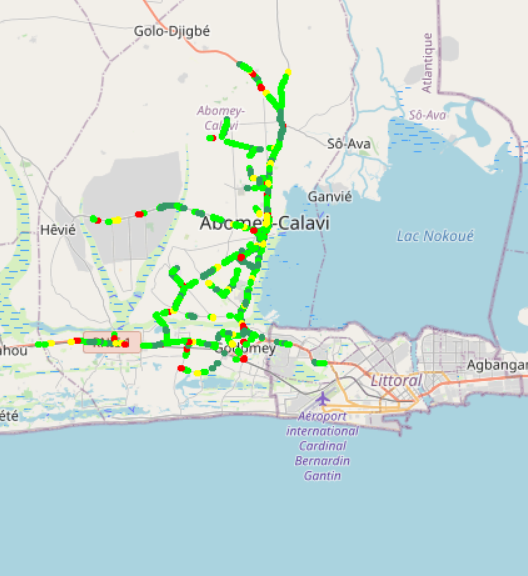 Golo-Djigbé
Atlantique
Abomey-
Calavi
Sô-Ava
Sô-Ava
Ganvié
Abomey-Calavi
Hêvié
Lac Nokoué
Godomey
Agbangan
Littoral
Aéroport
international
Cardinal
Bernardin
Gantin